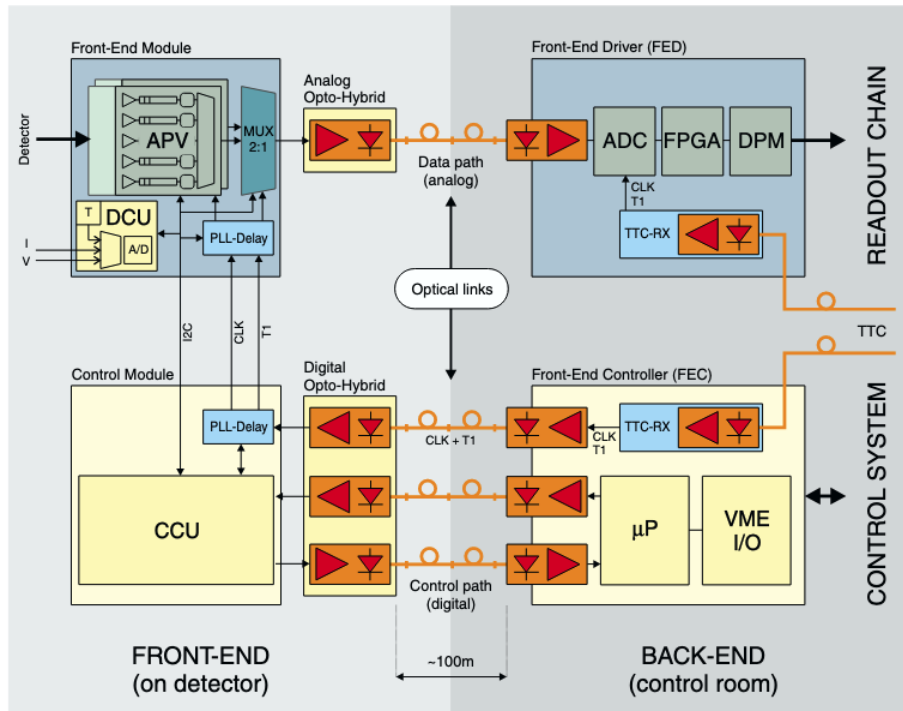 Front-End Module
Detector
APV
MUX
2:1
T
DCU
A/D
PLL-Delay
I
V
Analog
Opto-Hybrid
Data path
(analog)
Front-End Driver (FED)
ADC
FPGA
DPM
CLK
T1
TTC-RX
READOUT CHAIN
Optical links
TTC
I2C
CLK
T1
Control Module
PLL-Delay
CCU
Digital
Opto-Hybrid
CLK + T1
Control path
(digital)
Front-End Controller (FEC)
CLK
T1
TTC-RX
µP
VME
I/O
CONTROL SYSTEM
~100m
FRONT-END
(on detector)
BACK-END
(control room)